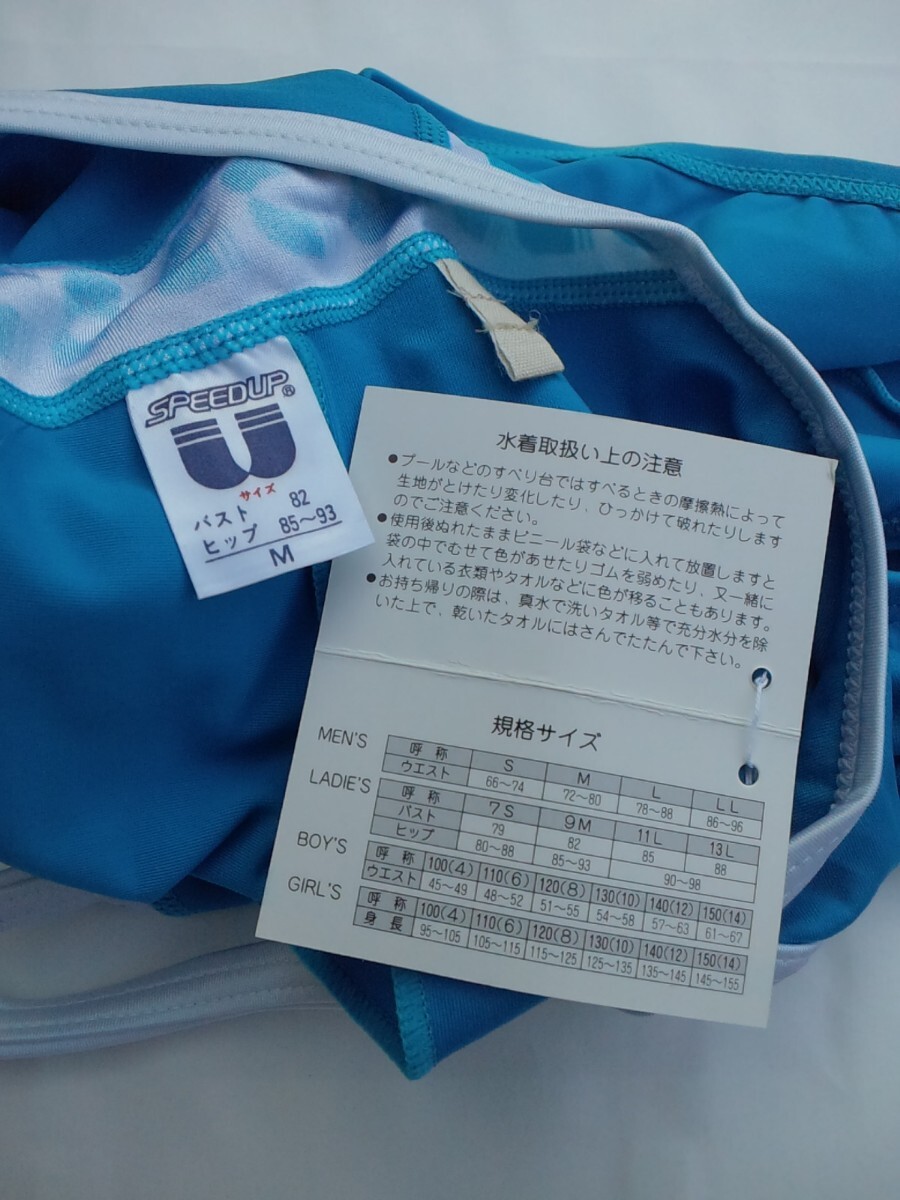 SPEEDUP®
サイズ
バスト 82
ヒップ 85～93
M
水着取扱い上の注意
●プールなどのすべり台ではすべるときの摩擦熱によって
生地がとけたり変化したり、ひっかけて破れたりします
のでご注意ください。
●使用後ぬれたままビニール袋などに入れて放置しますと
袋の中でむせて色があせたりゴムを弱めたり、又一緒に
入れている衣類やタオルなどに色が移ることもあります。
●お持ち帰りの際は、真水で洗いタオル等で充分水分を除
いた上で、乾いたタオルにはさんでたたんで下さい。
規格サイズ
MEN'S 呼称 S M L LL
ウエスト 66～74 72～80 78～88 86～96
LADIE'S 呼称 7S 9M 11L 13L
バスト 79 82 85 88
ヒップ 80～88 85～93 90～98
BOY'S 呼称 100(4) 110(6) 120(8) 130(10) 140(12) 150(14)
ウエスト 45～49 48～52 51～55 54～58 57～63 61～67
GIRL'S 呼称 100(4) 110(6) 120(8) 130(10) 140(12) 150(14)
身長 95～105 105～115 115～125 125～135 135～145 145～155